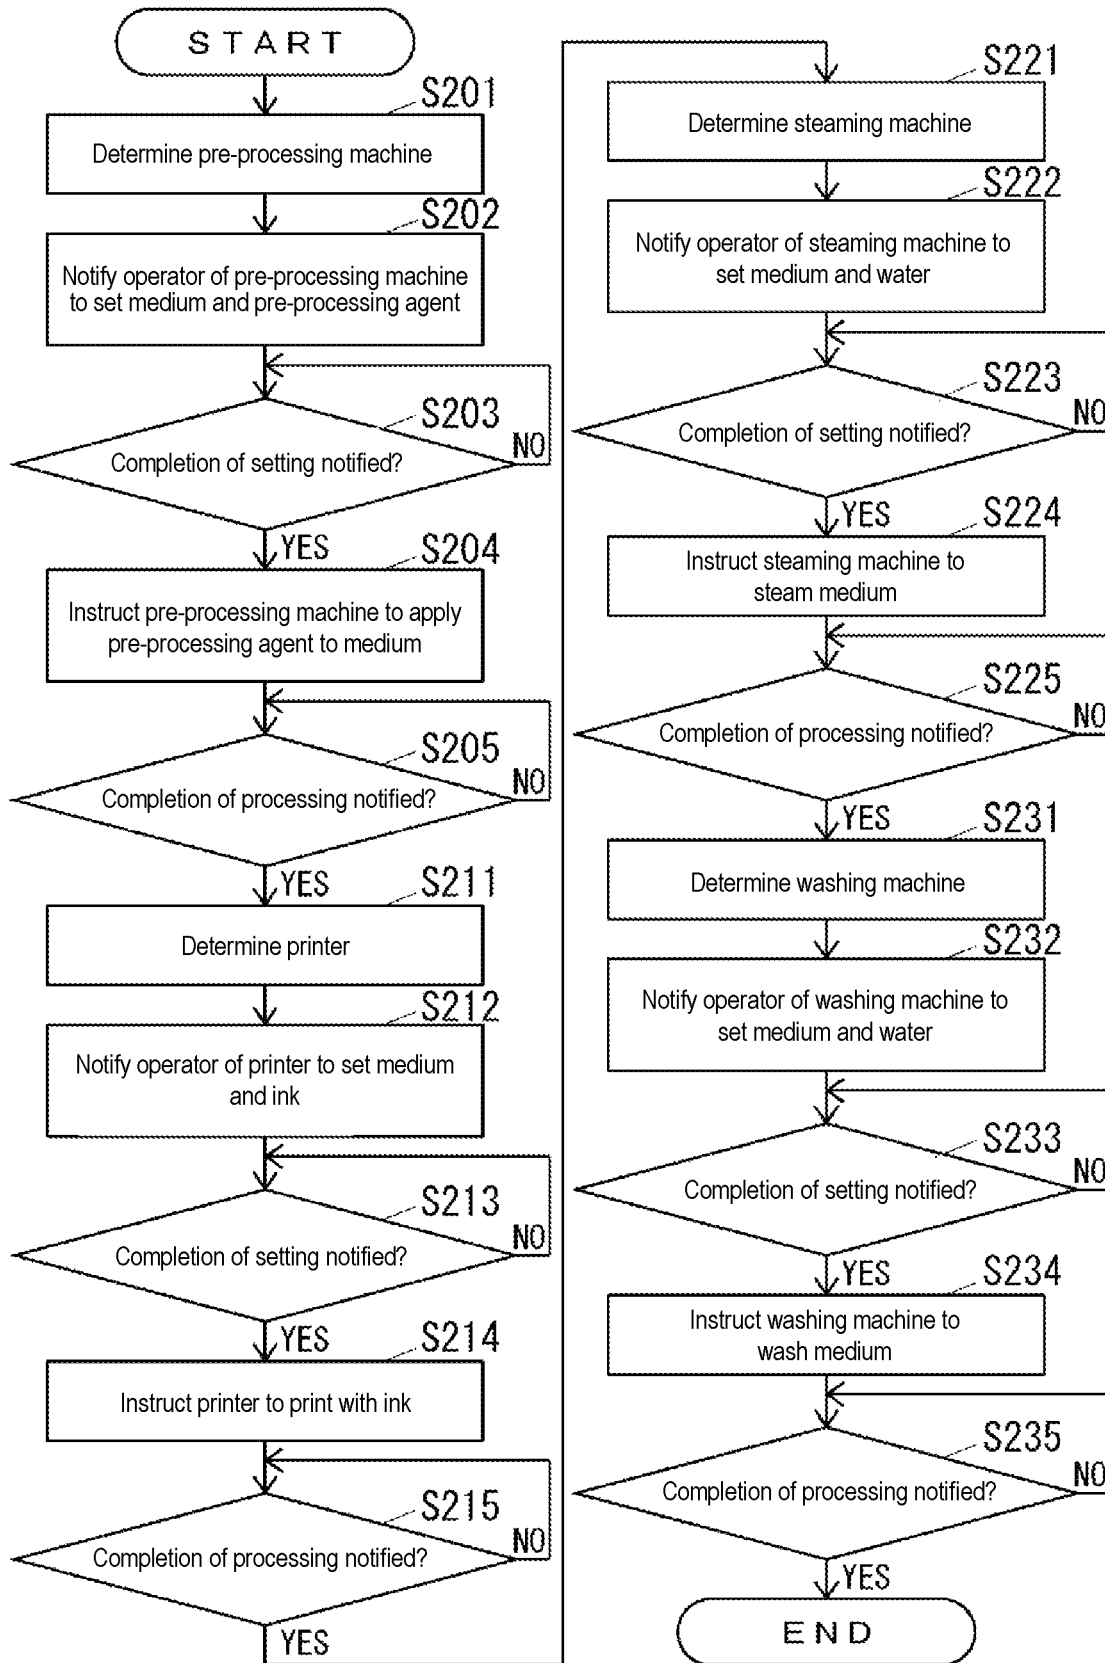 START
S201
Determine pre-processing machine
S202
Notify operator of pre-processing machine
to set medium and pre-processing agent
S203
Completion of setting notified?
NO
YES
S204
Instruct pre-processing machine to apply
pre-processing agent to medium
S205
Completion of processing notified?
NO
YES
S211
Determine printer
S212
Notify operator of printer to set medium
and ink
S213
Completion of setting notified?
NO
YES
S214
Instruct printer to print with ink
S215
Completion of processing notified?
NO
YES
S221
Determine steaming machine
S222
Notify operator of steaming machine to
set medium and water
S223
Completion of setting notified?
NO
YES
S224
Instruct steaming machine to
steam medium
S225
Completion of processing notified?
NO
YES
S231
Determine washing machine
S232
Notify operator of washing machine to
set medium and water
S233
Completion of setting notified?
NO
YES
S234
Instruct washing machine to
wash medium
S235
Completion of processing notified?
NO
YES
END